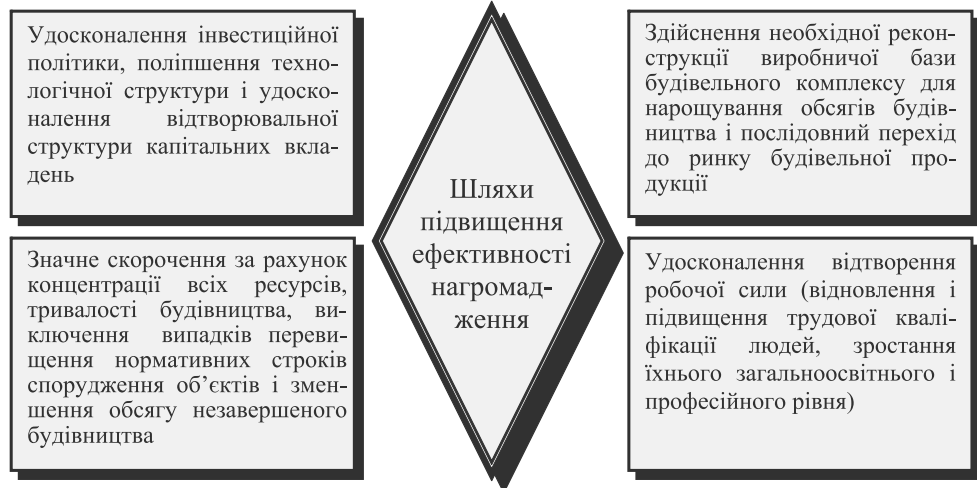 Удосконалення інвестиційної
політики, поліпшення техно-
логічної структури і удоско-
налення відтворювальної
структури капітальних вкла-
день
Значне скорочення за рахунок
концентрації всіх ресурсів,
тривалості будівництва, ви-
ключення випадків переви-
щення нормативних строків
спорудження об’єктів і змен-
шення обсягу незавершеного
будівництва
Шляхи
підвищення
ефективності
нагромад-
ження
Здійснення необхідної рекон-
струкції виробничої бази
будівельного комплексу для
нарощування обсягів будів-
ництва і послідовний перехід
до ринку будівельної про-
дукції
Удосконалення відтворення
робочої сили (відновлення і
підвищення трудової квалі-
фікації людей, зростання
їхнього загальноосвітнього і
професійного рівня)